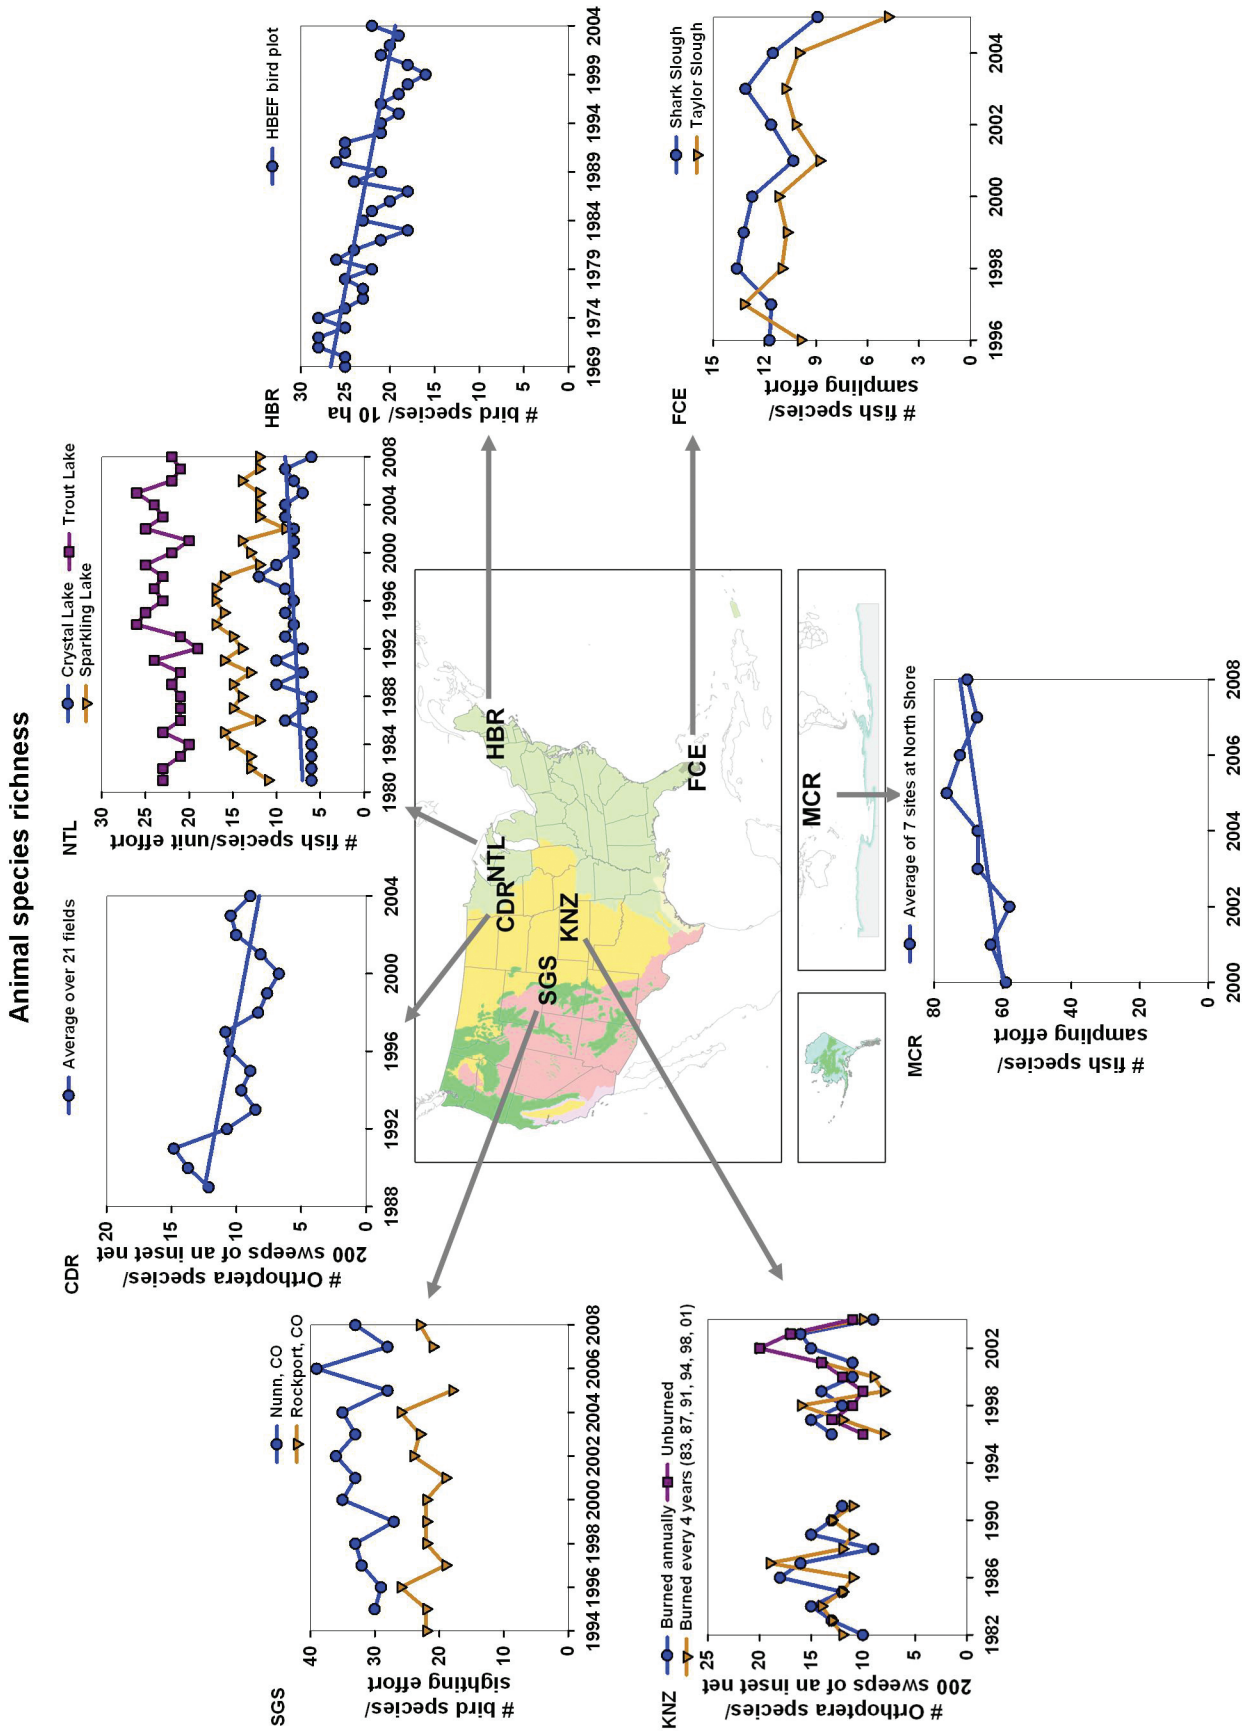 Animal species richness
CDR
Average over 21 fields
# Orthoptera species/
200 sweeps of an inset net
20
15
10
5
0
1988
1992
1996
2000
2004
NTL
Crystal Lake
Trout Lake
Sparkling Lake
# fish species/unit effort
30
25
20
15
10
5
0
1980
1984
1988
1992
1996
2000
2004
2008
SGS
Nunn, CO
Rockport, CO
# bird species/
sighting effort
40
30
20
10
0
1994
1996
1998
2000
2002
2004
2006
2008
HBR
HBEF bird plot
# bird species/ 10 ha
30
25
20
15
10
5
0
1969
1974
1979
1984
1989
1994
1999
2004
CDR
NTL
HBR
SGS
KNZ
FCE
MCR
KNZ
Burned annually
Unburned
Burned every 4 years (83, 87, 91, 94, 98, 01)
# Orthoptera species/
200 sweeps of an inset net
25
20
15
10
5
0
1982
1986
1990
1994
1998
2002
MCR
Average of 7 sites at North Shore
# fish species/
sampling effort
80
60
40
20
0
2000
2002
2004
2006
2008
FCE
Shark Slough
Taylor Slough
# fish species/
sampling effort
15
12
9
6
3
0
1996
1998
2000
2002
2004